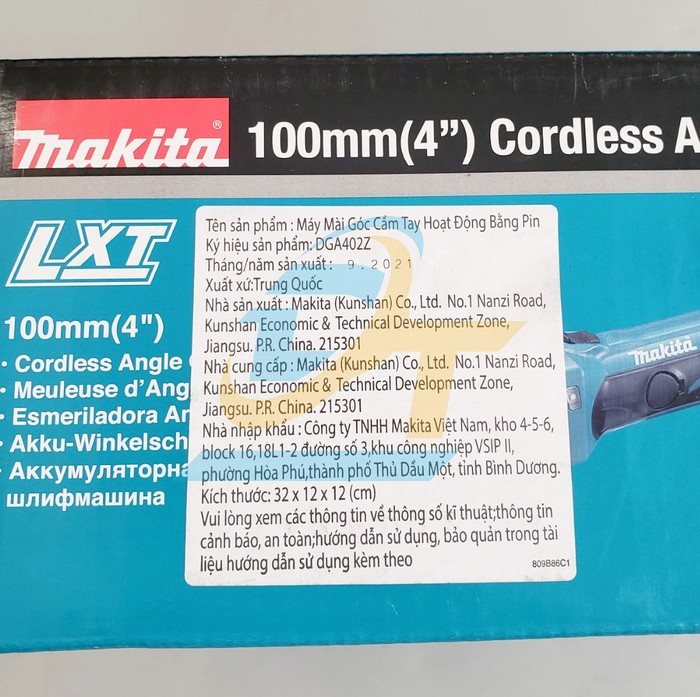 makita® 100mm(4”) Cordless A
LXT
100mm(4")
· Cordless Angle
· Meuleuse d’Ang
· Esmeriladora An
· Akku-Winkelsch
· Аккумуляторна
шлифмашина
Tên sản phẩm : Máy Mài Góc Cầm Tay Hoạt Động Bằng Pin
Ký hiệu sản phẩm: DGA402Z
Tháng/năm sản xuất : 9.2021
Xuất xứ:Trung Quốc
Nhà sản xuất : Makita (Kunshan) Co., Ltd. No.1 Nanzi Road,
Kunshan Economic & Technical Development Zone,
Jiangsu. P.R. China. 215301
Nhà cung cấp : Makita (Kunshan) Co., Ltd. No.1 Nanzi Road,
Kunshan Economic & Technical Development Zone,
Jiangsu. P.R. China. 215301
Nhà nhập khẩu : Công ty TNHH Makita Việt Nam, kho 4-5-6,
block 16,18L1-2 đường số 3,khu công nghiệp VSIP II,
phường Hòa Phú,thành phố Thủ Dầu Một, tỉnh Bình Dương.
Kích thước: 32 x 12 x 12 (cm)
Vui lòng xem các thông tin về thông số kĩ thuật;thông tin
cảnh báo, an toàn;hướng dẫn sử dụng, bảo quản trong tài
liệu hướng dẫn sử dụng kèm theo
809B86C1
makita